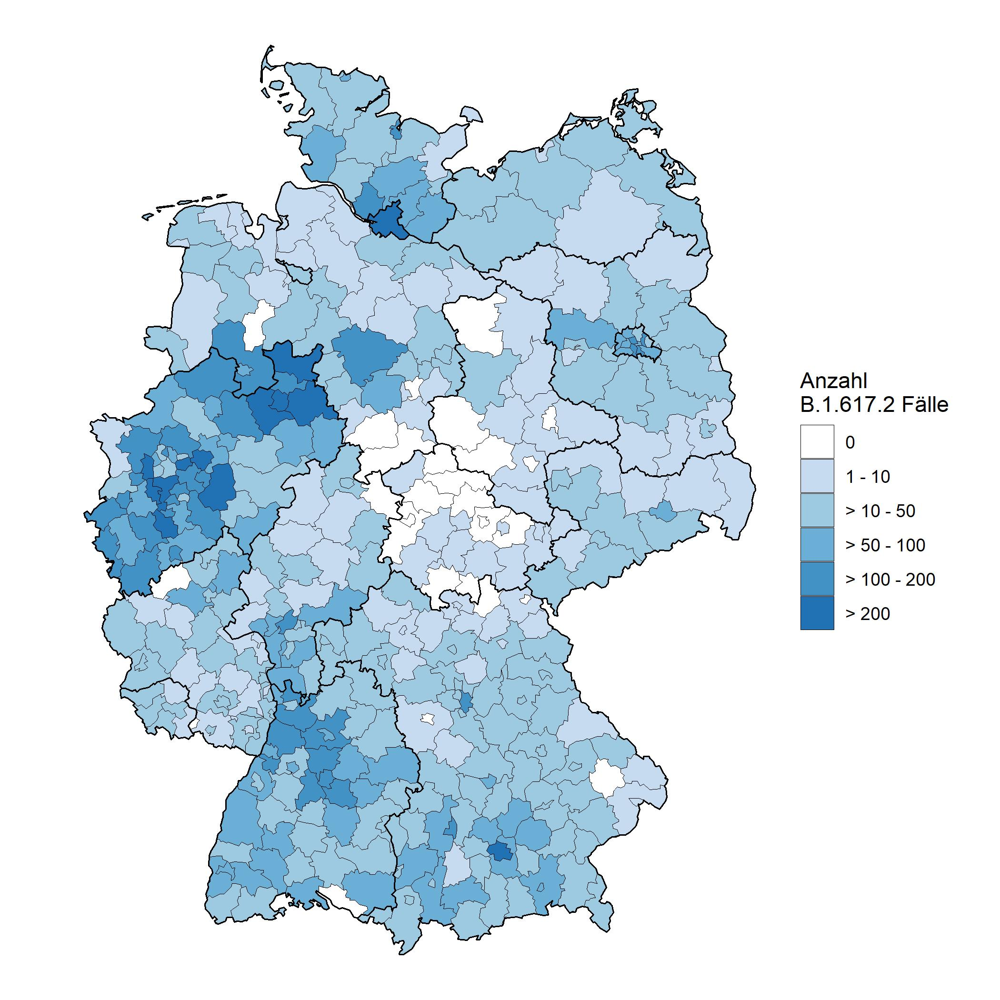 Anzahl
B.1.617.2 Fälle
0
1 - 10
> 10 - 50
> 50 - 100
> 100 - 200
> 200